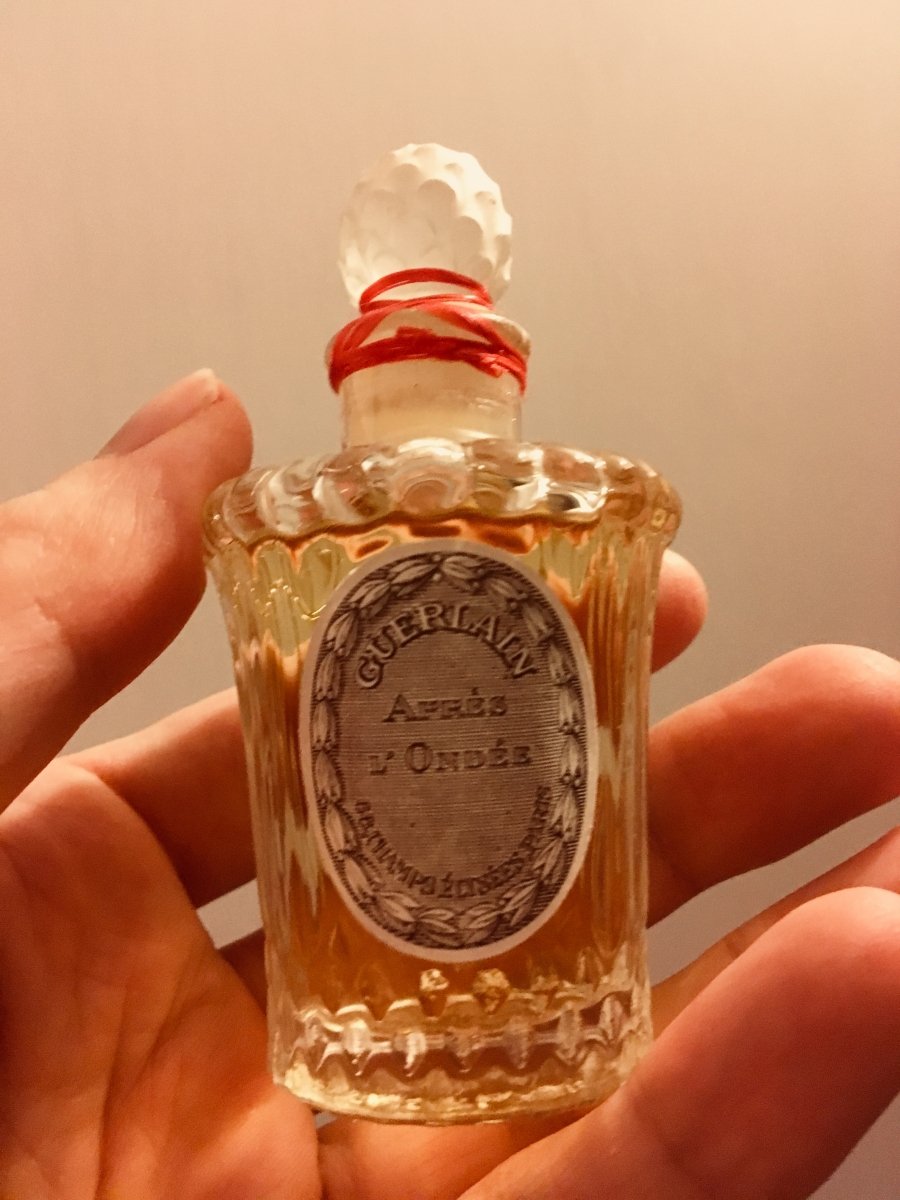 GUERLAIN
APRÈS
L'ONDÉE
68, CHAMPS ÉLYSÉES, PARIS